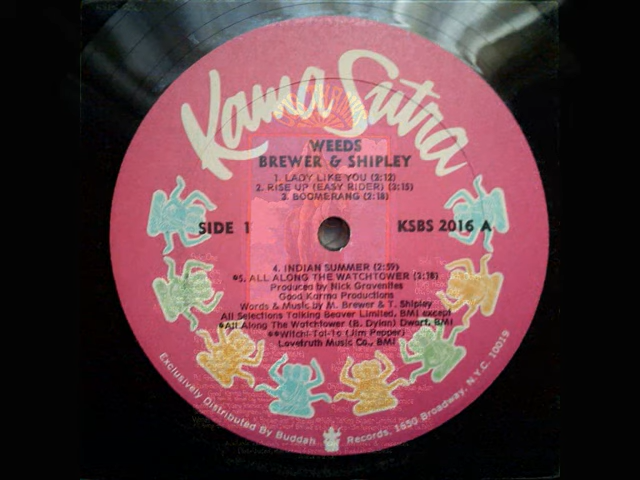 Kama Sutra
WEEDS
BREWER & SHIPLEY
1. LADY LIKE YOU (3:12)
2. RISE UP (EASY RIDER) (3:15)
3. BOOMERANG (2:18)
SIDE 1
KSBS 2016 A
4. INDIAN SUMMER (2:59)
*5. ALL ALONG THE WATCHTOWER (3:18)
Produced by Nick Gravenites
Good Karma Productions
Words & Music by M. Brewer & T. Shipley
All Selections Talking Beaver Limited, BMI except
*All Along The Watchtower (B. Dylan) Dwarf, BMI
**Witchi-Tai-To (Jim Pepper)
Lovetruth Music Co., BMI
Exclusively Distributed By Buddah Records, 1650 Broadway, N.Y.C. 10019